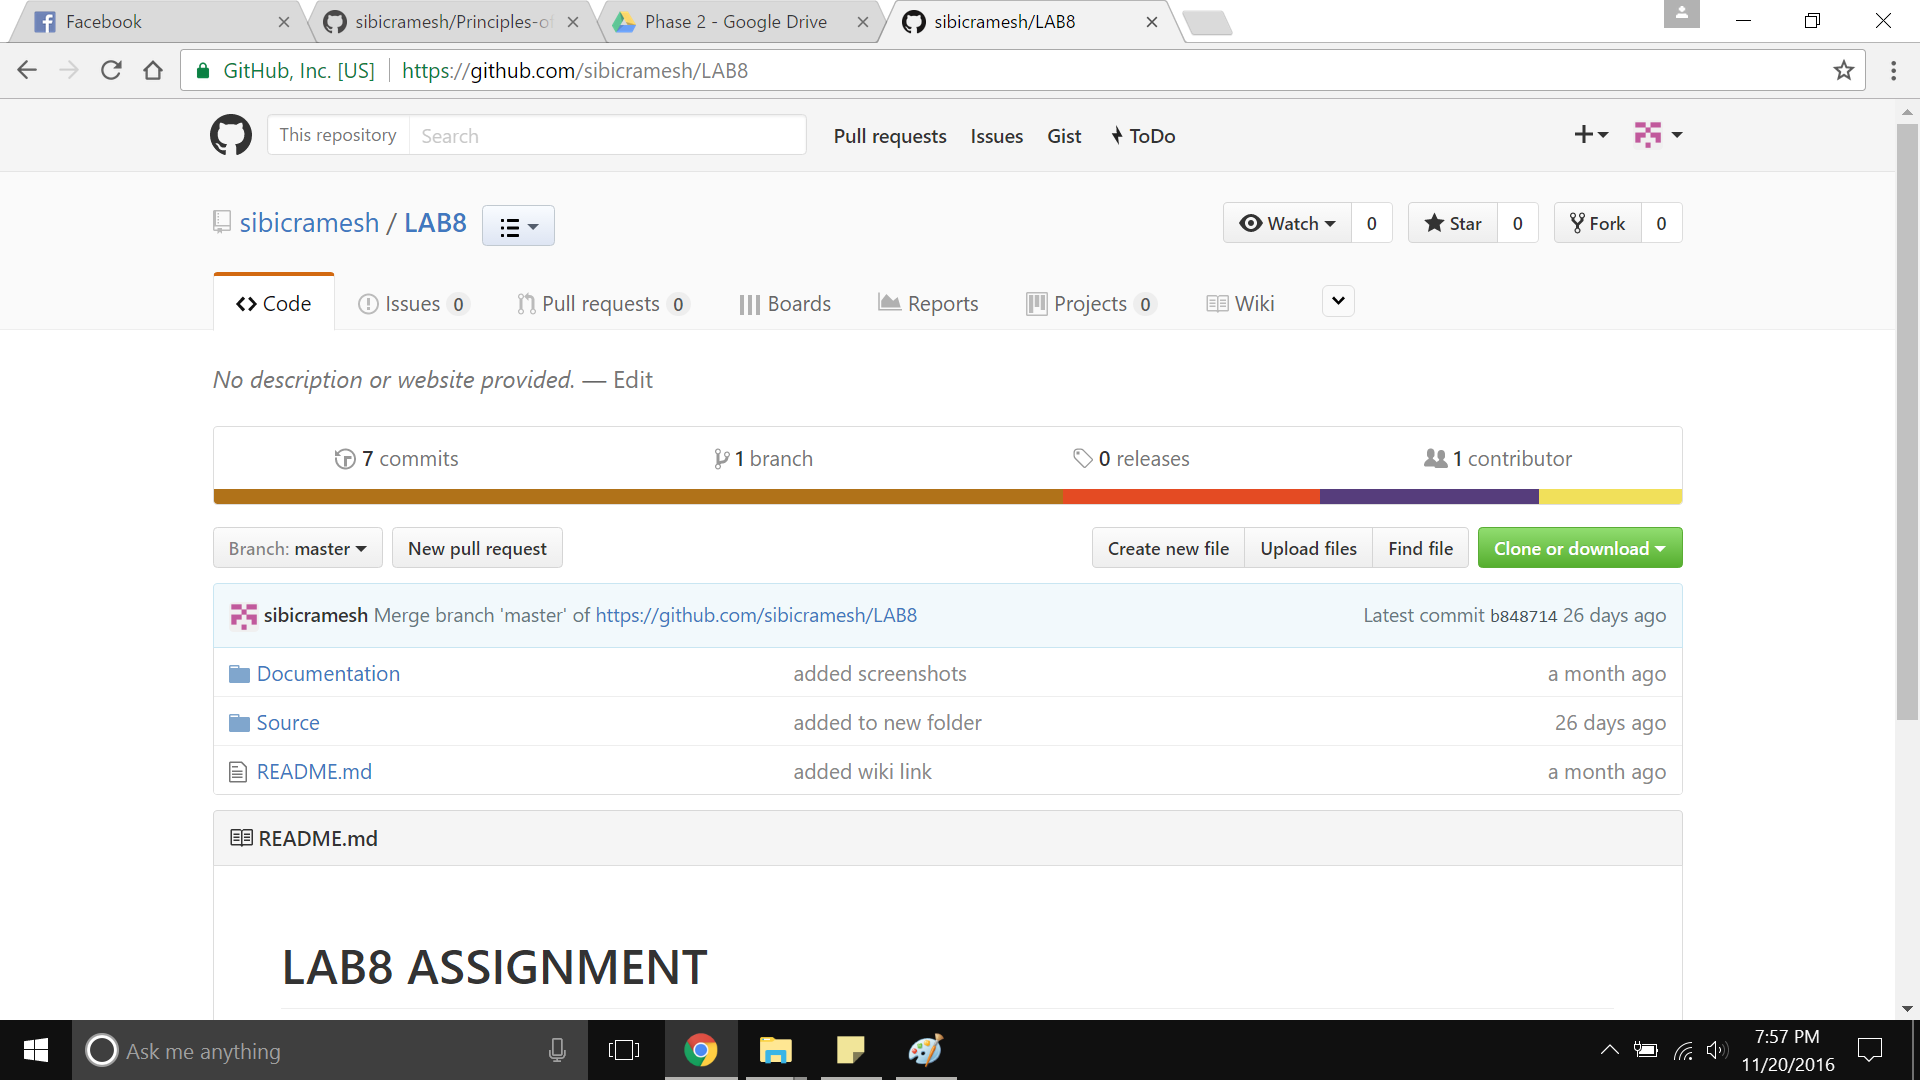 Facebook
sibicramesh/Principles-o
Phase 2 - Google Drive
sibicramesh/LAB8
GitHub, Inc. [US]
https://github.com/sibicramesh/LAB8
This repository
Search
Pull requests
Issues
Gist
ToDo
sibicramesh / LAB8
Watch 0
Star 0
Fork 0
Code
Issues 0
Pull requests 0
Boards
Reports
Projects 0
Wiki
No description or website provided. — Edit
7 commits
1 branch
0 releases
1 contributor
Branch: master
New pull request
Create new file
Upload files
Find file
Clone or download
sibicramesh Merge branch 'master' of https://github.com/sibicramesh/LAB8
Latest commit b848714 26 days ago
Documentation added screenshots a month ago
Source added to new folder 26 days ago
README.md added wiki link a month ago
README.md
LAB8 ASSIGNMENT
Ask me anything
7:57 PM
11/20/2016